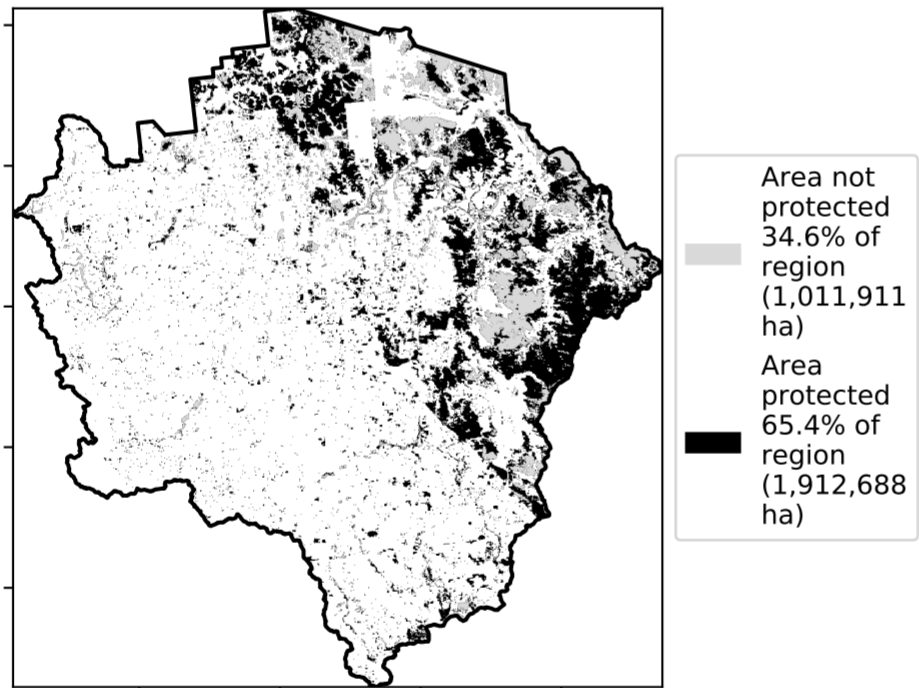 Area not
protected
34.6% of
region
(1,011,911
ha)
Area
protected
65.4% of
region
(1,912,688
ha)